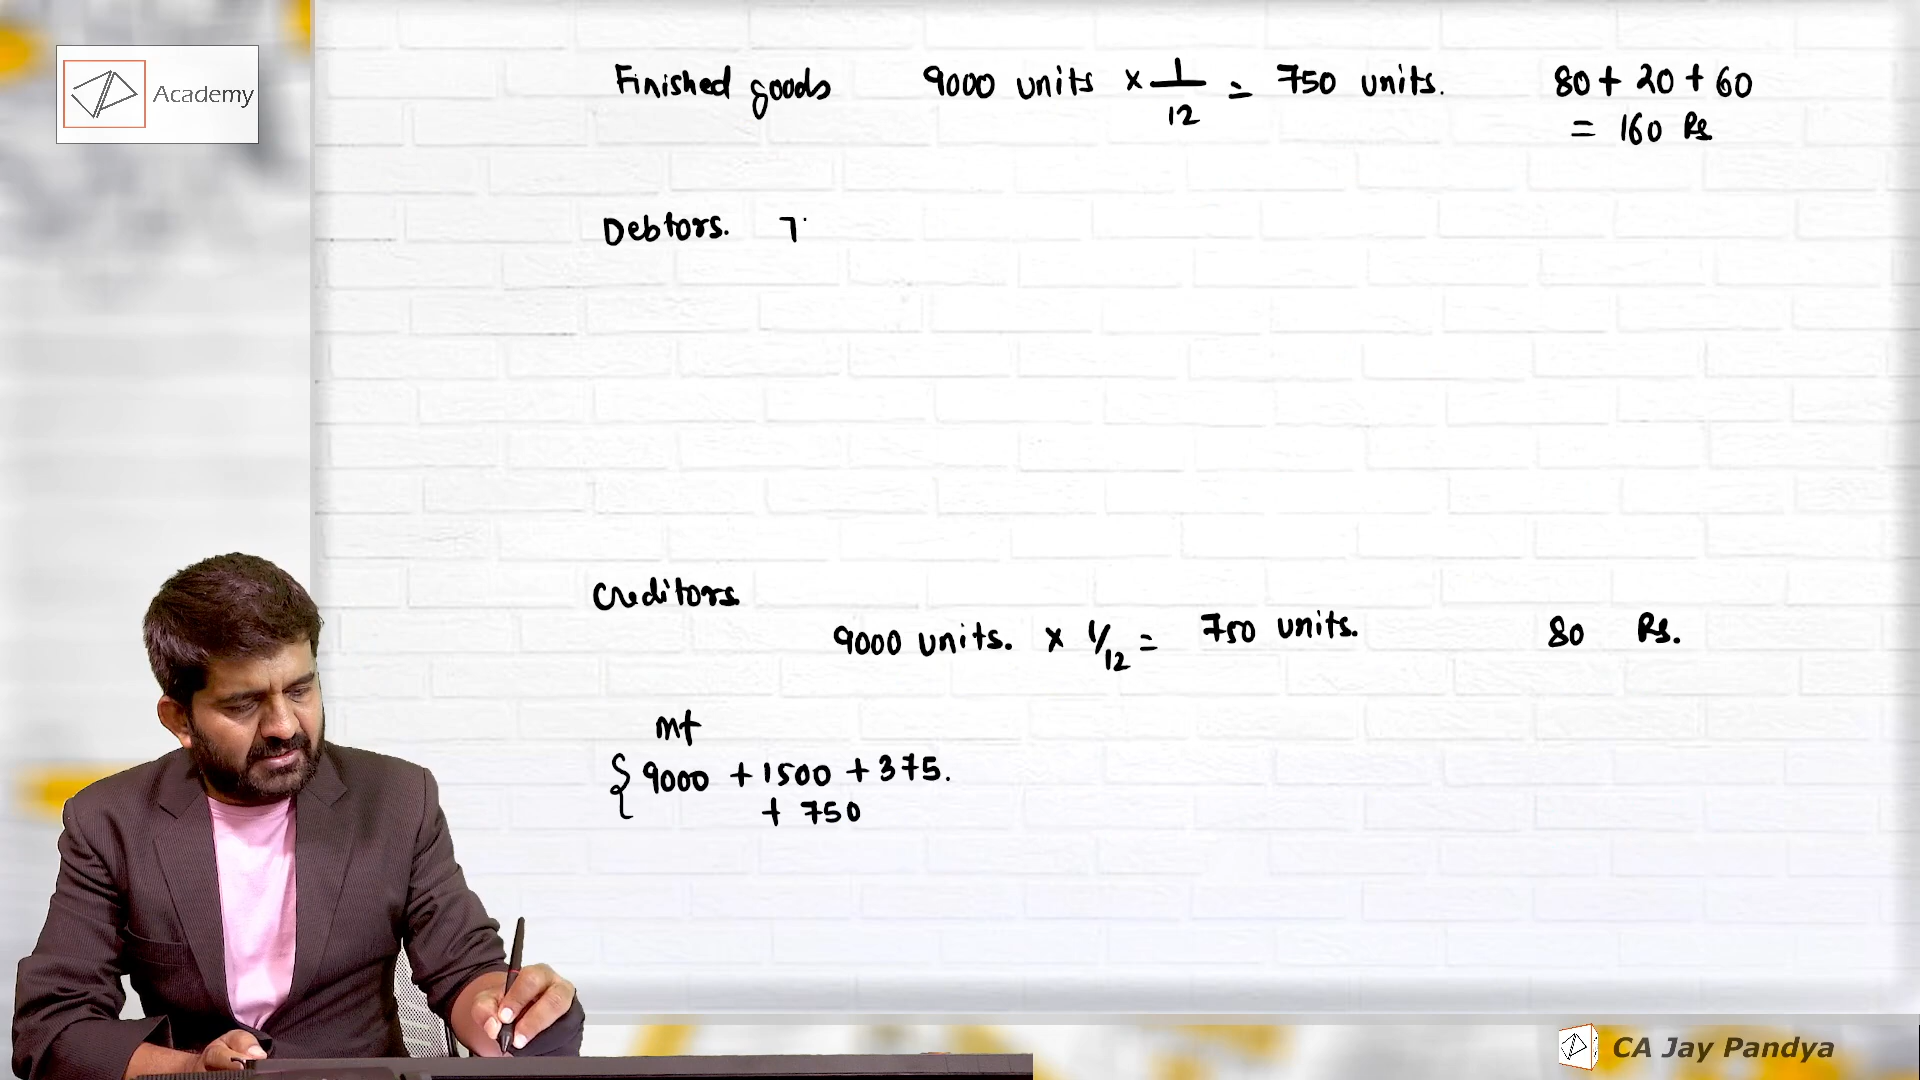 Academy
Finished goods 9000 units x 1/12 = 750 units. 80 + 20 + 60
= 160 Rs
Debtors. 7
Creditors
9000 units. x 1/12 = 750 units. 80 Rs.
mt
{ 9000 + 1500 + 375.
+ 750
CA Jay Pandya